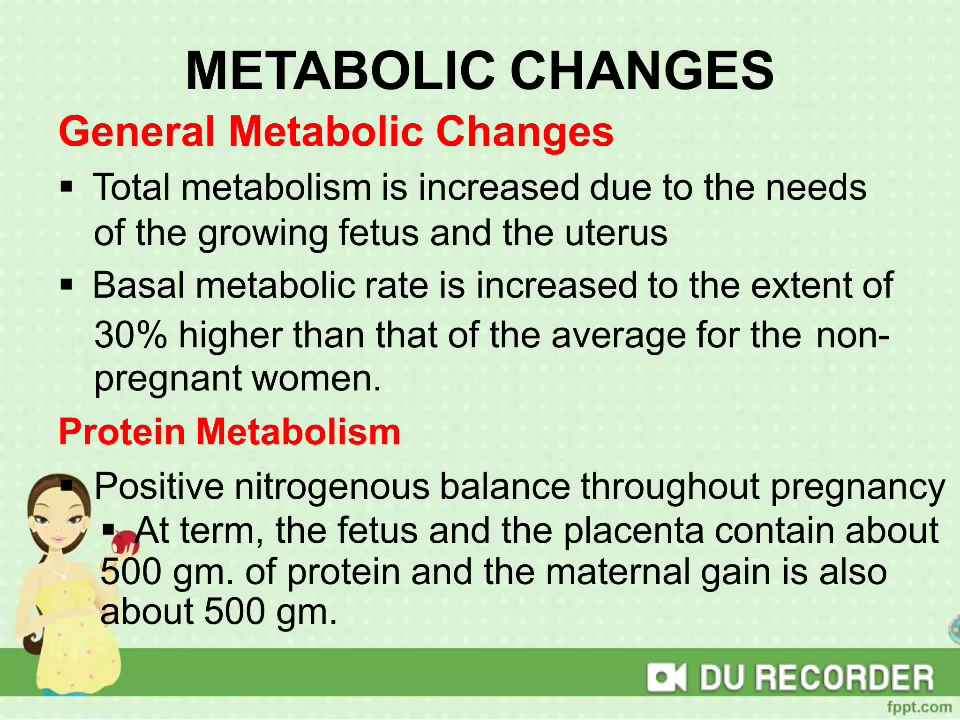 METABOLIC CHANGES
General Metabolic Changes
▪ Total metabolism is increased due to the needs
of the growing fetus and the uterus
▪ Basal metabolic rate is increased to the extent of
30% higher than that of the average for the non-
pregnant women.
Protein Metabolism
▪ Positive nitrogenous balance throughout pregnancy
▪ At term, the fetus and the placenta contain about
500 gm. of protein and the maternal gain is also
about 500 gm.
DU RECORDER
fppt.com